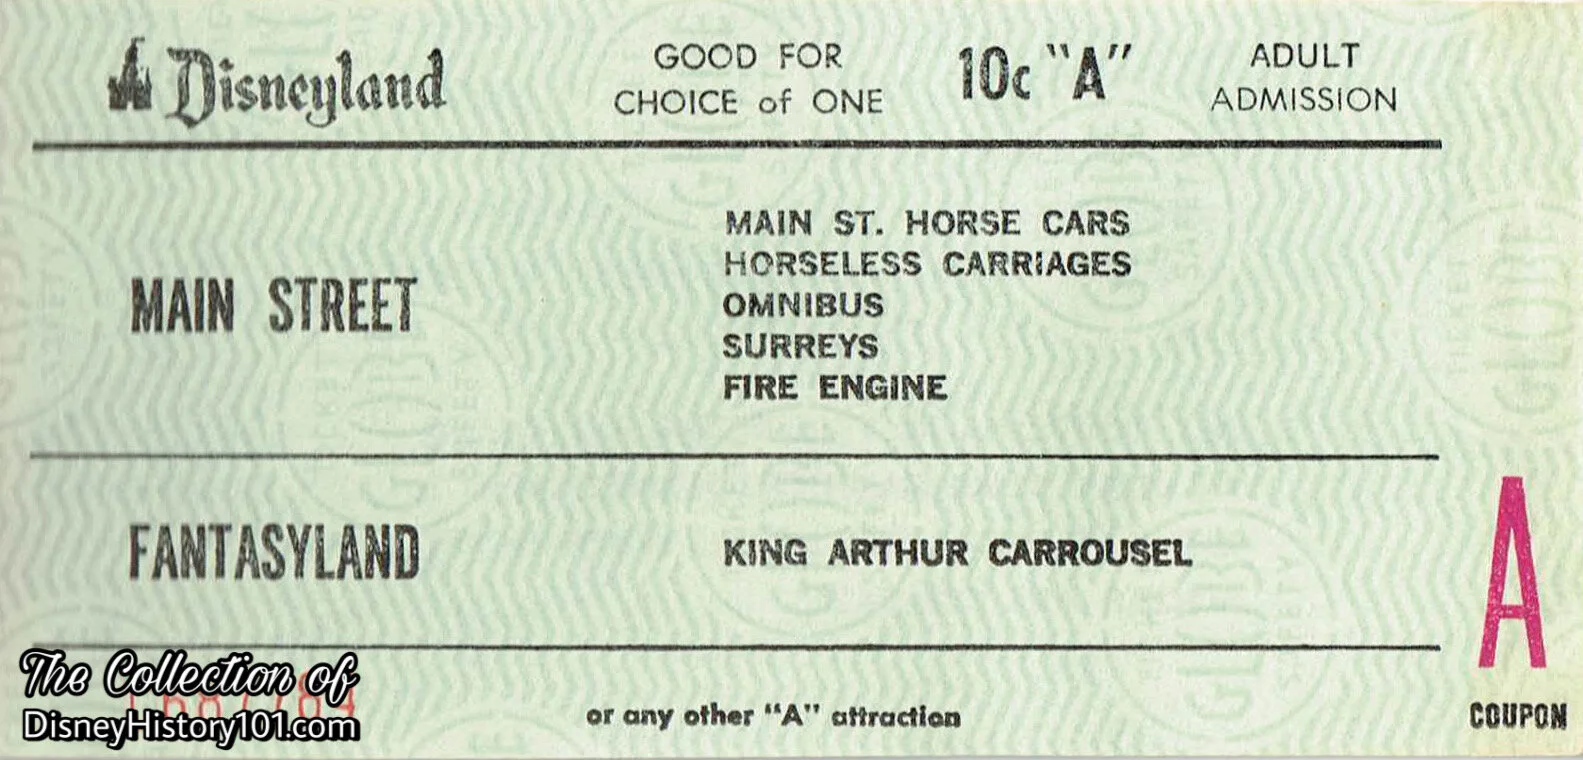 Disneyland
GOOD FOR
CHOICE of ONE
10c "A"
ADULT
ADMISSION
MAIN STREET
MAIN ST. HORSE CARS
HORSELESS CARRIAGES
OMNIBUS
SURREYS
FIRE ENGINE
FANTASYLAND
KING ARTHUR CARROUSEL
or any other "A" attraction
A
COUPON
The Collection of
DisneyHistory101.com